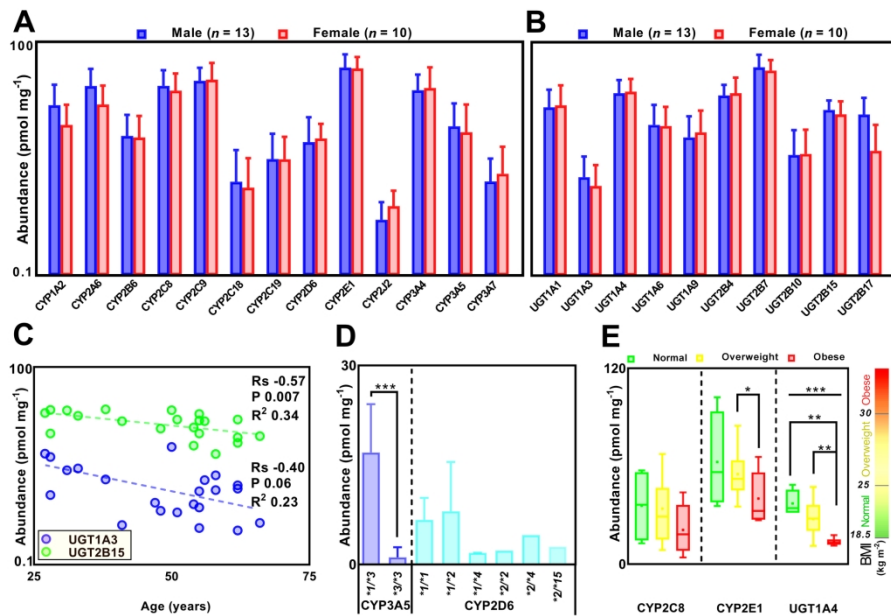 A
Male (n = 13) Female (n = 10)
Abundance (pmol mg⁻¹)
100
0.1
CYP1A2 CYP2A6 CYP2B6 CYP2C8 CYP2C9 CYP2C18 CYP2C19 CYP2D6 CYP2E1 CYP2J2 CYP3A4 CYP3A5 CYP3A7
B
Male (n = 13) Female (n = 10)
UGT1A1 UGT1A3 UGT1A4 UGT1A6 UGT1A9 UGT2B4 UGT2B7 UGT2B10 UGT2B15 UGT2B17
C
Abundance (pmol mg⁻¹)
100
0.1
Rs -0.57
P 0.007
R² 0.34
Rs -0.40
P 0.06
R² 0.23
UGT1A3
UGT2B15
25 50 75
Age (years)
D
Abundance (pmol mg⁻¹)
30
0
***
*1/*3 *3/*3 *1/*1 *1/*2 *1/*4 *2/*2 *2/*4 *2/*15
CYP3A5 CYP2D6
E
Normal Overweight Obese
Abundance (pmol mg⁻¹)
120
0
*
***
**
**
CYP2C8 CYP2E1 UGT1A4
Obese
30
Overweight
25
Normal
18.5
BMI
(kg m⁻²)